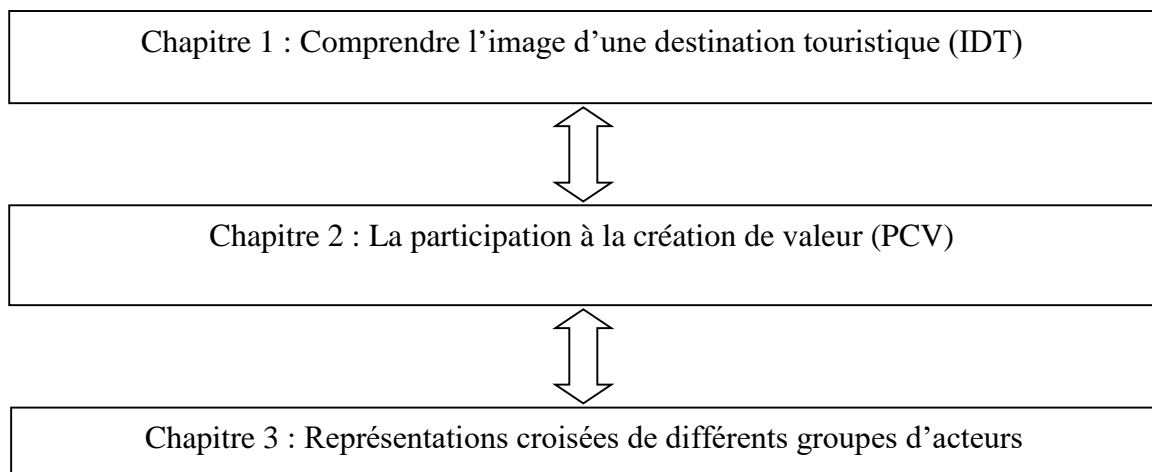 Chapitre 1 : Comprendre l’image d’une destination touristique (IDT)
Chapitre 2 : La participation à la création de valeur (PCV)
Chapitre 3 : Représentations croisées de différents groupes d’acteurs